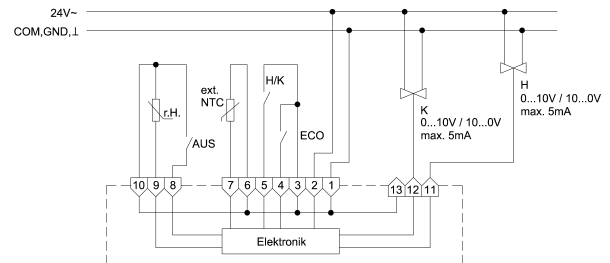 24V~
COM,GND,⊥
ext.
NTC
H/K
r.H.
AUS
ECO
K
0...10V / 10...0V
max. 5mA
H
0...10V / 10...0V
max. 5mA
10 9 8 7 6 5 4 3 2 1 13 12 11
Elektronik